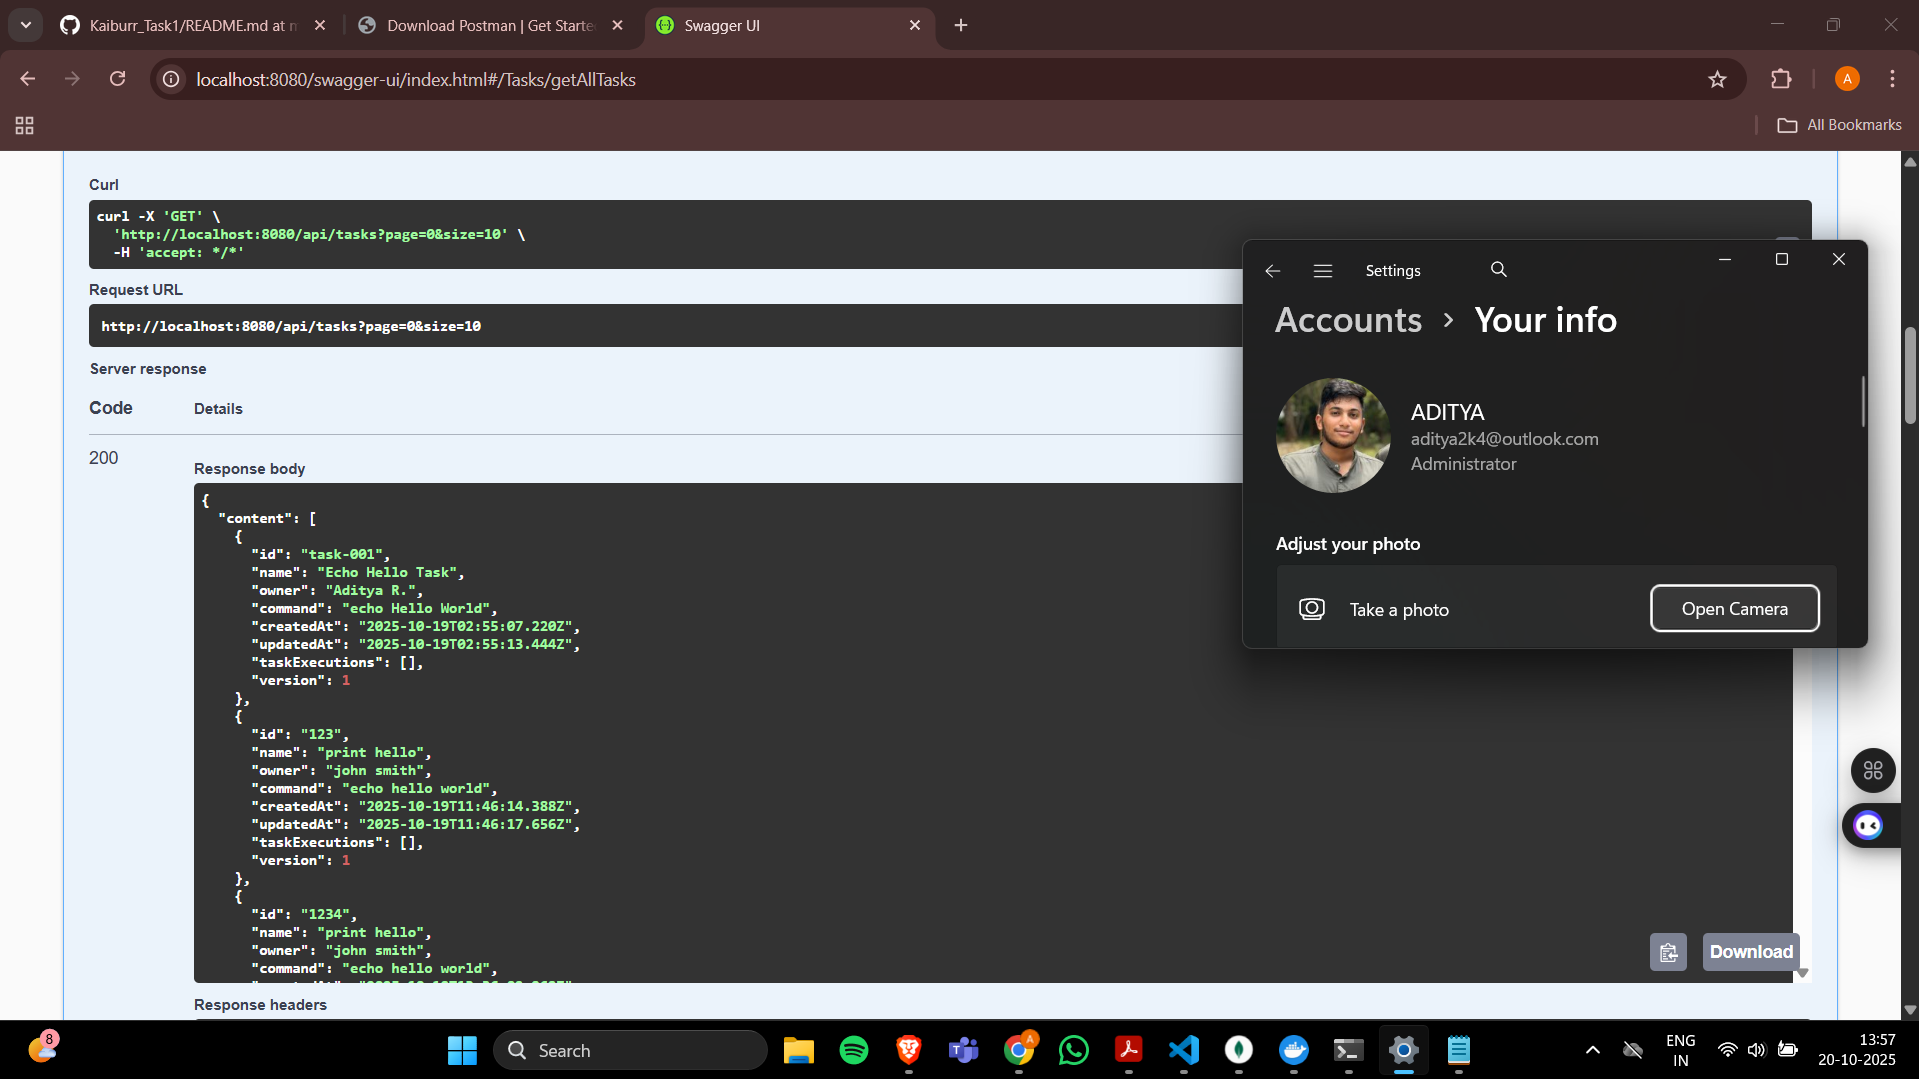 Kaiburr_Task1/README.md at m
Download Postman | Get Starte
Swagger UI
localhost:8080/swagger-ui/index.html#/Tasks/getAllTasks
A
All Bookmarks
Curl
curl -X 'GET' \
'http://localhost:8080/api/tasks?page=0&size=10' \
-H 'accept: */*'
Request URL
http://localhost:8080/api/tasks?page=0&size=10
Server response
Code Details
200
Response body
{
"content": [
{
"id": "task-001",
"name": "Echo Hello Task",
"owner": "Aditya R.",
"command": "echo Hello World",
"createdAt": "2025-10-19T02:55:07.220Z",
"updatedAt": "2025-10-19T02:55:13.444Z",
"taskExecutions": [],
"version": 1
},
{
"id": "123",
"name": "print hello",
"owner": "john smith",
"command": "echo hello world",
"createdAt": "2025-10-19T11:46:14.388Z",
"updatedAt": "2025-10-19T11:46:17.656Z",
"taskExecutions": [],
"version": 1
},
{
"id": "1234",
"name": "print hello",
"owner": "john smith",
"command": "echo hello world",
Download
Response headers
Settings
Accounts > Your info
ADITYA
aditya2k4@outlook.com
Administrator
Adjust your photo
Take a photo
Open Camera
8
Search
A
ENG
IN
13:57
20-10-2025